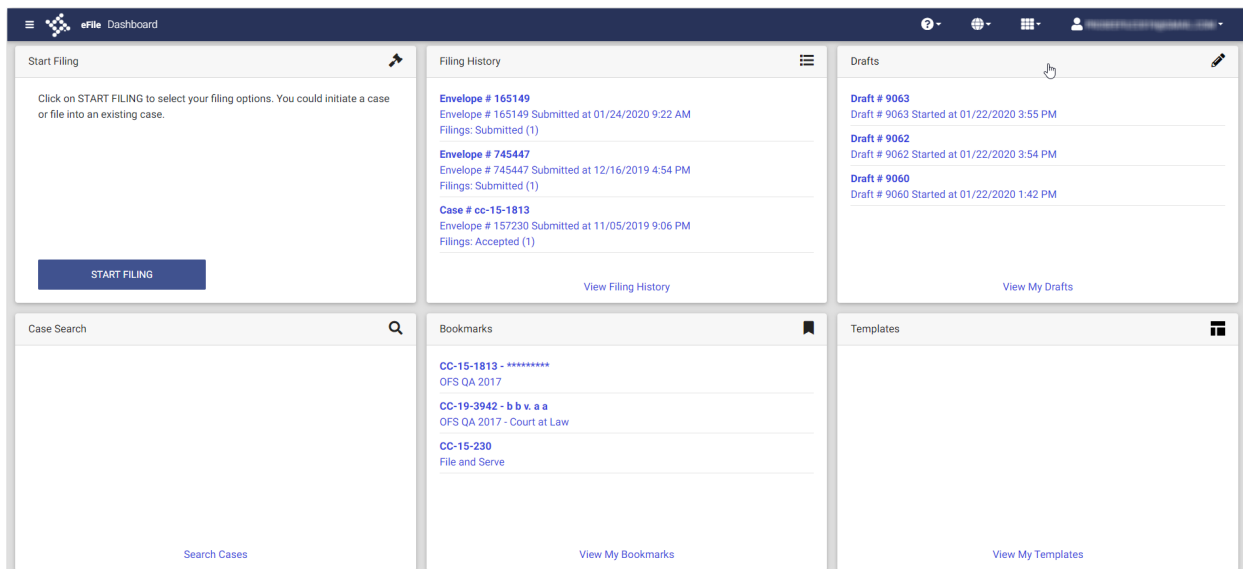 eFile Dashboard
Start Filing
Click on START FILING to select your filing options. You could initiate a case
or file into an existing case.
START FILING
Filing History
Envelope # 165149
Envelope # 165149 Submitted at 01/24/2020 9:22 AM
Filings: Submitted (1)
Envelope # 745447
Envelope # 745447 Submitted at 12/16/2019 4:54 PM
Filings: Submitted (1)
Case # cc-15-1813
Envelope # 157230 Submitted at 11/05/2019 9:06 PM
Filings: Accepted (1)
View Filing History
Drafts
Draft # 9063
Draft # 9063 Started at 01/22/2020 3:55 PM
Draft # 9062
Draft # 9062 Started at 01/22/2020 3:54 PM
Draft # 9060
Draft # 9060 Started at 01/22/2020 1:42 PM
View My Drafts
Case Search
Search Cases
Bookmarks
CC-15-1813 - *********
OFS QA 2017
CC-19-3942 - b b v. a a
OFS QA 2017 - Court at Law
CC-15-230
File and Serve
View My Bookmarks
Templates
View My Templates